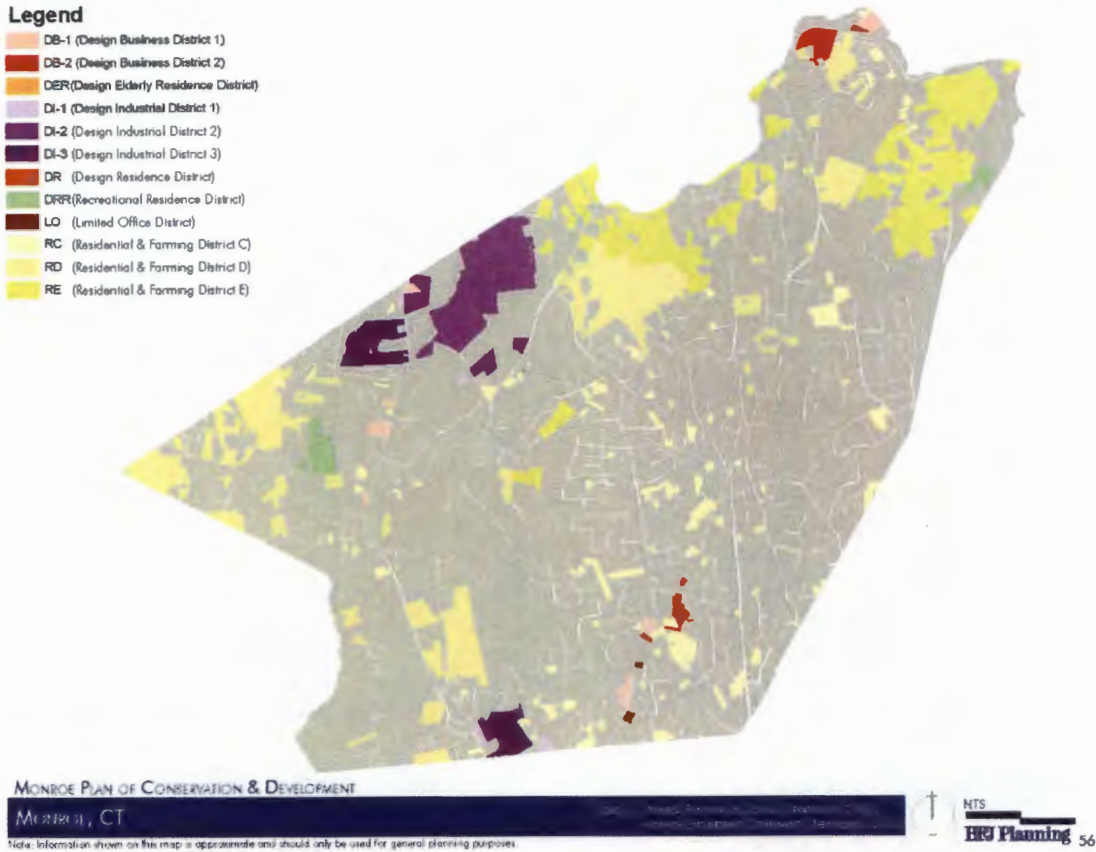 Legend
DB-1 (Design Business District 1)
DB-2 (Design Business District 2)
DER(Design Elderly Residence District)
DI-1 (Design Industrial District 1)
DI-2 (Design Industrial District 2)
DI-3 (Design Industrial District 3)
DR (Design Residence District)
DRR(Recreational Residence District)
LO (Limited Office District)
RC (Residential & Farming District C)
RD (Residential & Farming District D)
RE (Residential & Farming District E)
MONROE PLAN OF CONSERVATION & DEVELOPMENT
MONROE, CT
NTS
Planning 56
Note: Information shown on this map is approximate and should only be used for general planning purposes.